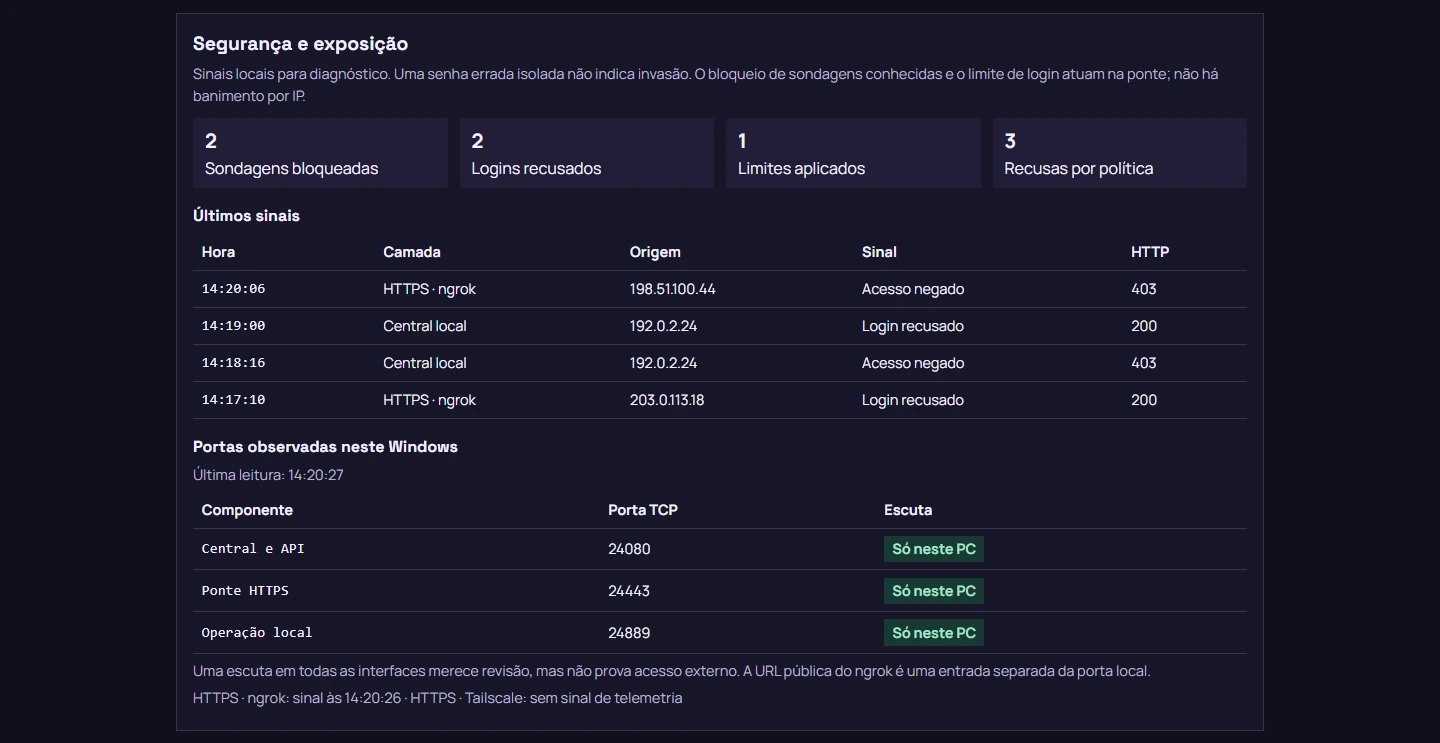 Segurança e exposição
Sinais locais para diagnóstico. Uma senha errada isolada não indica invasão. O bloqueio de sondagens conhecidas e o limite de login atuam na ponte; não há
banimento por IP.
2
Sondagens bloqueadas
2
Logins recusados
1
Limites aplicados
3
Recusas por política
Últimos sinais
Hora Camada Origem Sinal HTTP
14:20:06 HTTPS · ngrok 198.51.100.44 Acesso negado 403
14:19:00 Central local 192.0.2.24 Login recusado 200
14:18:16 Central local 192.0.2.24 Acesso negado 403
14:17:10 HTTPS · ngrok 203.0.113.18 Login recusado 200
Portas observadas neste Windows
Última leitura: 14:20:27
Componente Porta TCP Escuta
Central e API 24080 Só neste PC
Ponte HTTPS 24443 Só neste PC
Operação local 24889 Só neste PC
Uma escuta em todas as interfaces merece revisão, mas não prova acesso externo. A URL pública do ngrok é uma entrada separada da porta local.
HTTPS · ngrok: sinal às 14:20:26 · HTTPS · Tailscale: sem sinal de telemetria